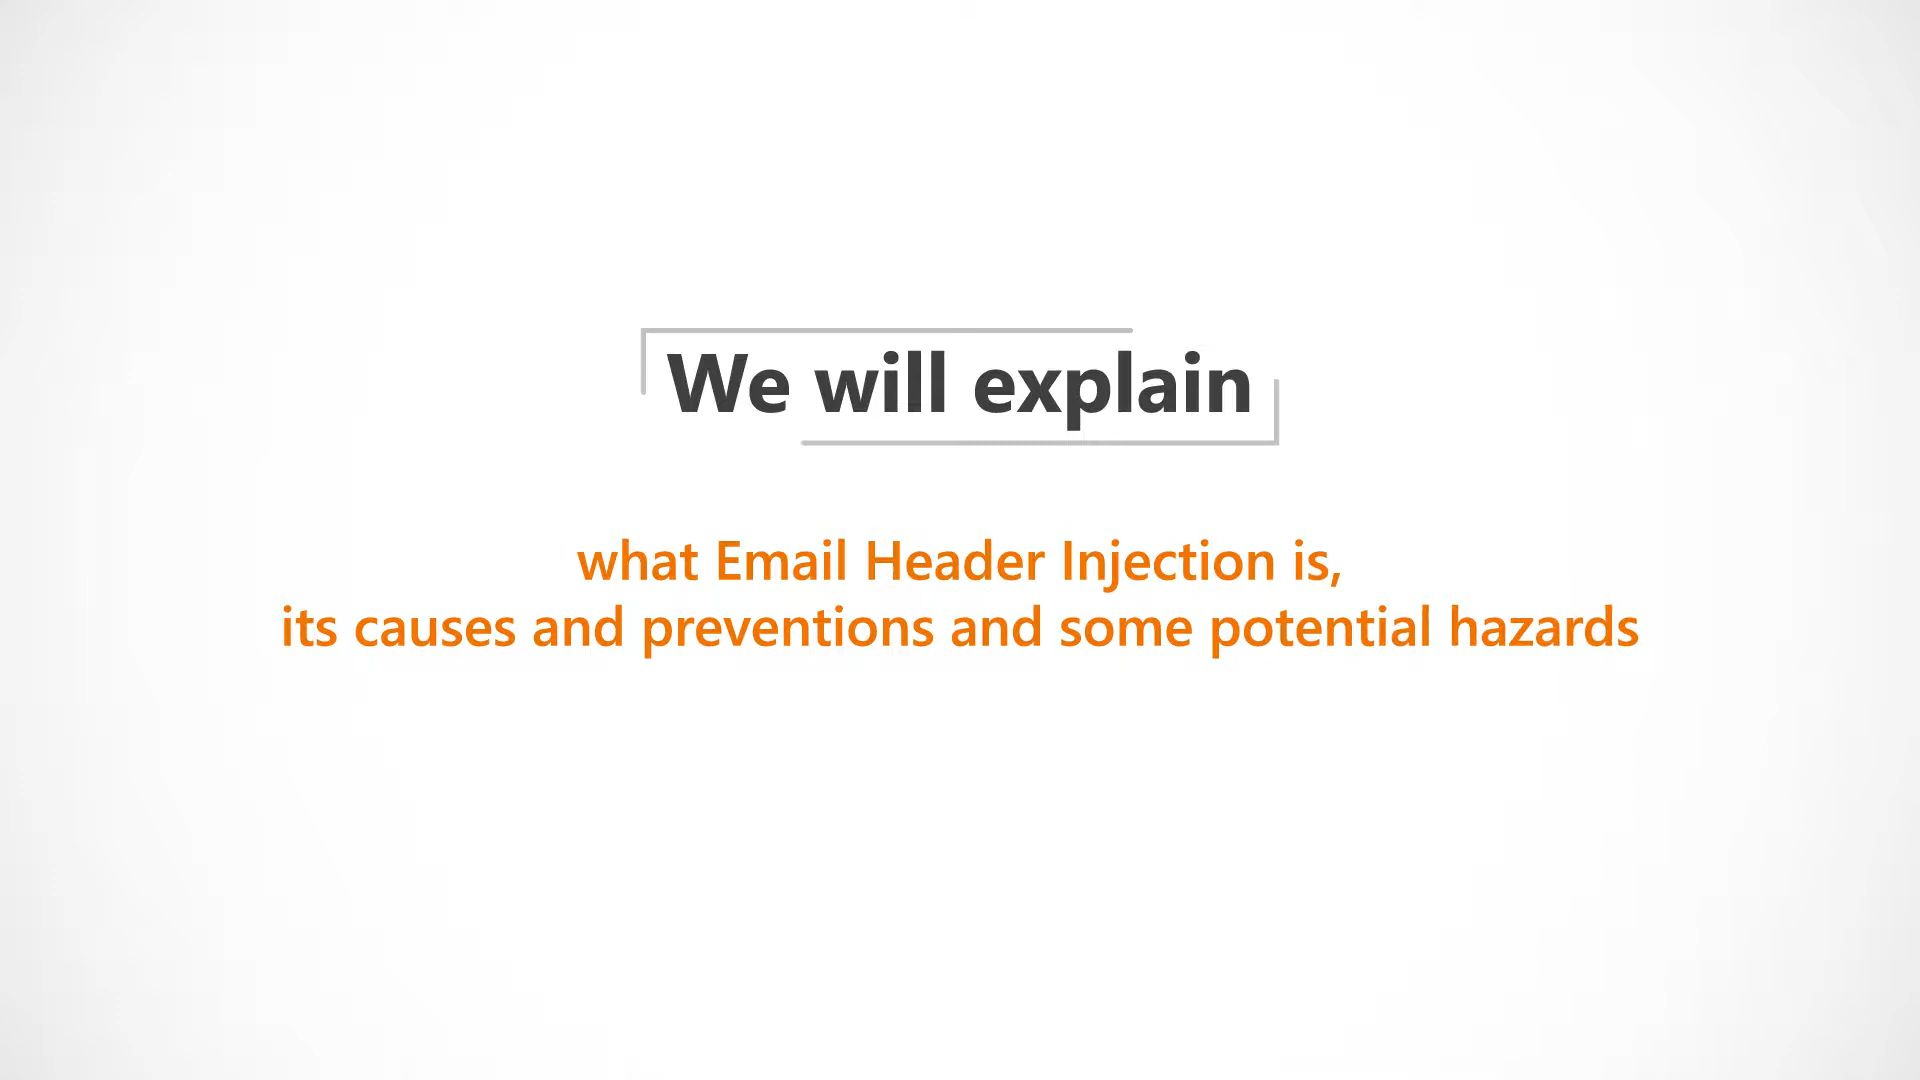 We will explain
what Email Header Injection is,
its causes and preventions and some potential hazards